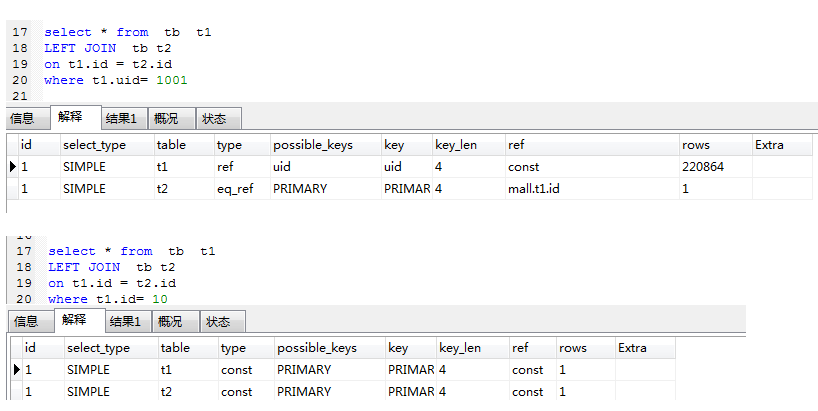 17 select * from tb t1
18 LEFT JOIN tb t2
19 on t1.id = t2.id
20 where t1.uid= 1001
21
信息 解释 结果1 概况 状态
id select_type table type possible_keys key key_len ref rows Extra
1 SIMPLE t1 ref uid uid 4 const 220864
1 SIMPLE t2 eq_ref PRIMARY PRIMAR 4 mall.t1.id 1
17 select * from tb t1
18 LEFT JOIN tb t2
19 on t1.id = t2.id
20 where t1.id= 10
信息 解释 结果1 概况 状态
id select_type table type possible_keys key key_len ref rows Extra
1 SIMPLE t1 const PRIMARY PRIMAR 4 const 1
1 SIMPLE t2 const PRIMARY PRIMAR 4 const 1